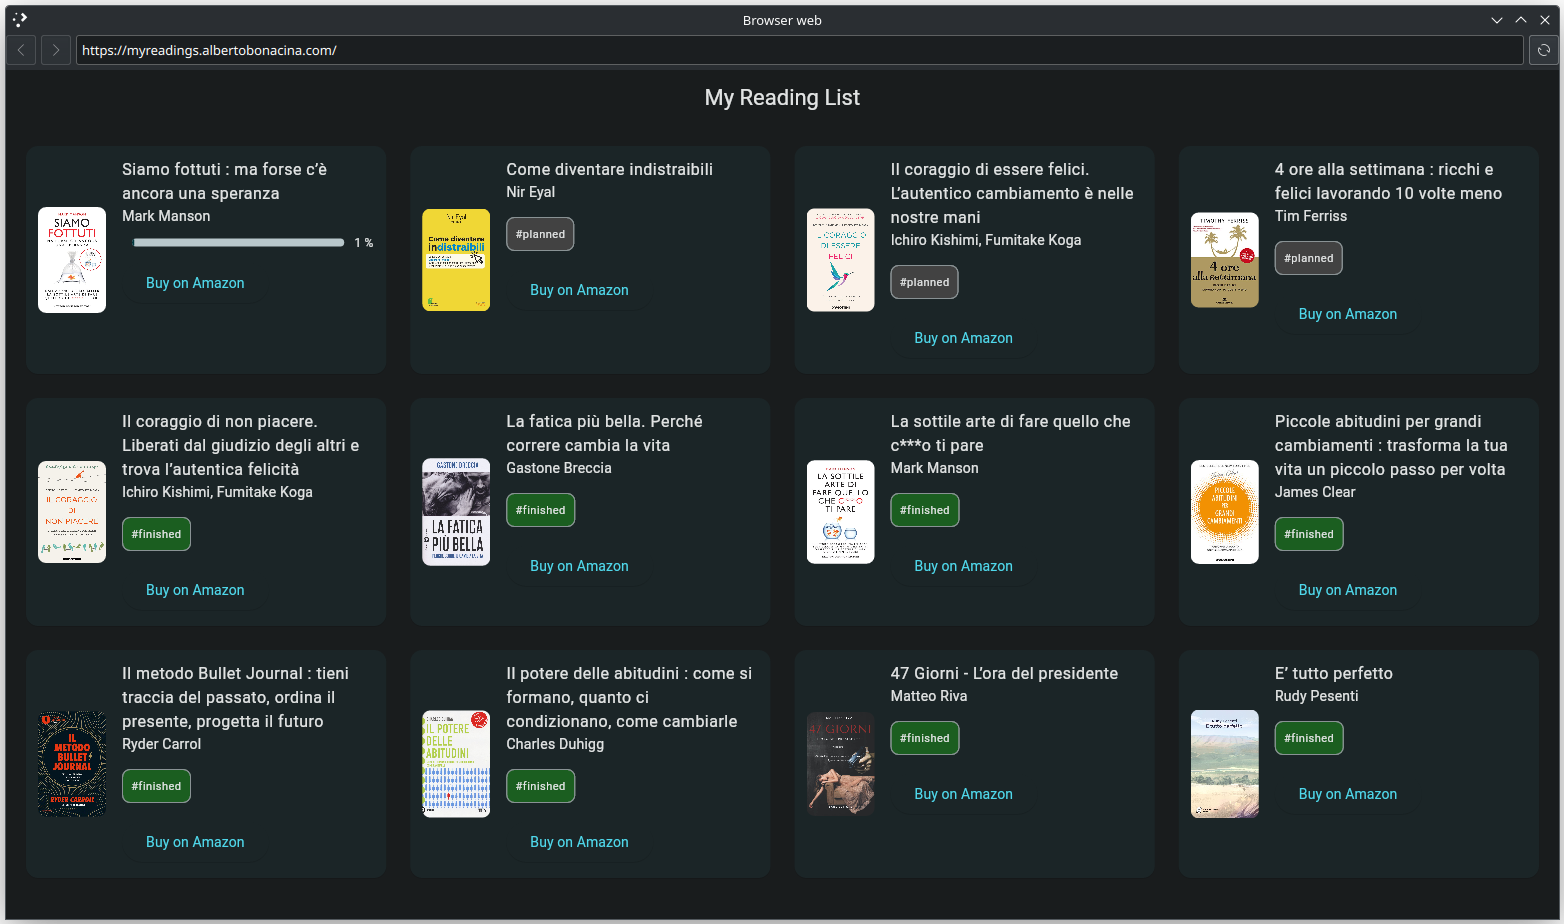 Browser web
https://myreadings.albertobonacina.com/
My Reading List
Siamo fottuti : ma forse c’è
ancora una speranza
Mark Manson
1 %
Buy on Amazon
SIAMO
FOTTUTI
Come diventare indistraibili
Nir Eyal
#planned
Buy on Amazon
Nir Eyal
Come diventare
indistraibili
Il coraggio di essere felici.
L’autentico cambiamento è nelle
nostre mani
Ichiro Kishimi, Fumitake Koga
#planned
Buy on Amazon
IL CORAGGIO
DI ESSERE
FELICI
4 ore alla settimana : ricchi e
felici lavorando 10 volte meno
Tim Ferriss
#planned
Buy on Amazon
TIMOTHY FERRISS
4 ore
alla settimana
Il coraggio di non piacere.
Liberati dal giudizio degli altri e
trova l’autentica felicità
Ichiro Kishimi, Fumitake Koga
#finished
Buy on Amazon
IL CORAGGIO
DI
NON PIACERE
La fatica più bella. Perché
correre cambia la vita
Gastone Breccia
#finished
Buy on Amazon
GASTONE BRECCIA
LA FATICA
PIÙ BELLA
La sottile arte di fare quello che
c***o ti pare
Mark Manson
#finished
Buy on Amazon
LA SOTTILE
ARTE DI
FARE QUELLO
CHE C***O
TI PARE
Piccole abitudini per grandi
cambiamenti : trasforma la tua
vita un piccolo passo per volta
James Clear
#finished
Buy on Amazon
PICCOLE
ABITUDINI
PER
GRANDI
CAMBIAMENTI
Il metodo Bullet Journal : tieni
traccia del passato, ordina il
presente, progetta il futuro
Ryder Carrol
#finished
Buy on Amazon
IL
METODO
BULLET
JOURNAL
RYDER CARROLL
Il potere delle abitudini : come si
formano, quanto ci
condizionano, come cambiarle
Charles Duhigg
#finished
Buy on Amazon
CHARLES DUHIGG
IL POTERE
DELLE
ABITUDINI
47 Giorni - L’ora del presidente
Matteo Riva
#finished
Buy on Amazon
47 GIORNI
E’ tutto perfetto
Rudy Pesenti
#finished
Buy on Amazon